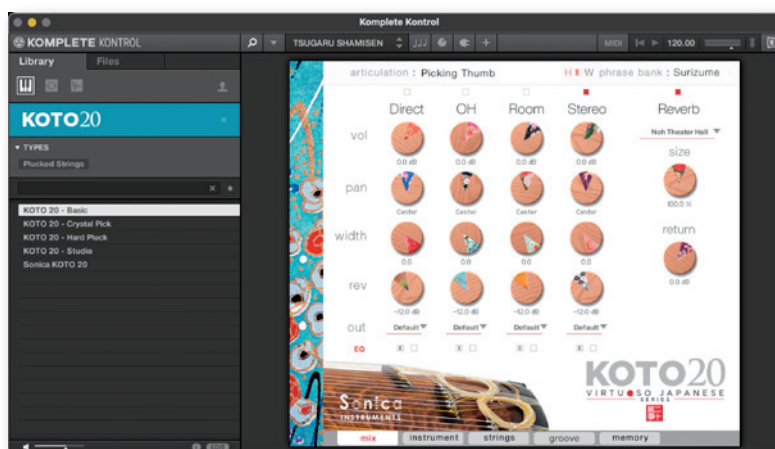 Komplete Kontrol
KOMPLETE KONTROL
TSUGARU SHAMISEN
MIDI
120.00
Library Files
KOTO20
TYPES
Plucked Strings
KOTO 20 - Basic
KOTO 20 - Crystal Pick
KOTO 20 - Hard Pluck
KOTO 20 - Studio
Sonica KOTO 20
EDIT
articulation : Picking Thumb
phrase bank : Surizume
Direct OH Room Stereo Reverb
vol
0.0 dB 0.0 dB 0.0 dB 0.0 dB
Noh Theater Hall
size
100.0 %
pan
Center Center Center Center
width
0.0 0.0 0.0 0.0
return
0.0 dB
rev
-12.0 dB -12.0 dB -12.0 dB -12.0 dB
out Default Default Default Default
EQ
KOTO20
VIRTUOSO JAPANESE
SERIES
Sonica
INSTRUMENTS
mix instrument strings groove memory